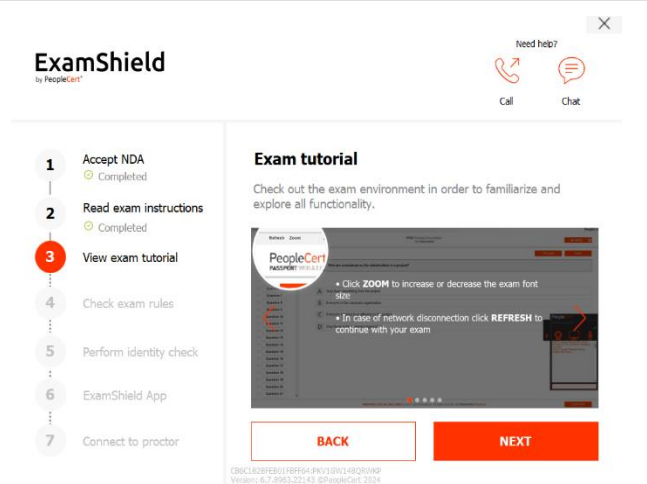 Need help?
ExamShield
by PeopleCert
Call
Chat
1
Accept NDA
Completed
2
Read exam instructions
Completed
3
View exam tutorial
4
Check exam rules
5
Perform identity check
6
ExamShield App
7
Connect to proctor
Exam tutorial
Check out the exam environment in order to familiarize and
explore all functionality.
Refresh Zoom
PeopleCert
PASSPORT
• Click ZOOM to increase or decrease the exam font
size
• In case of network disconnection click REFRESH to
continue with your exam
BACK
NEXT
Version: 6.7.8963.22143 ©PeopleCert 2024